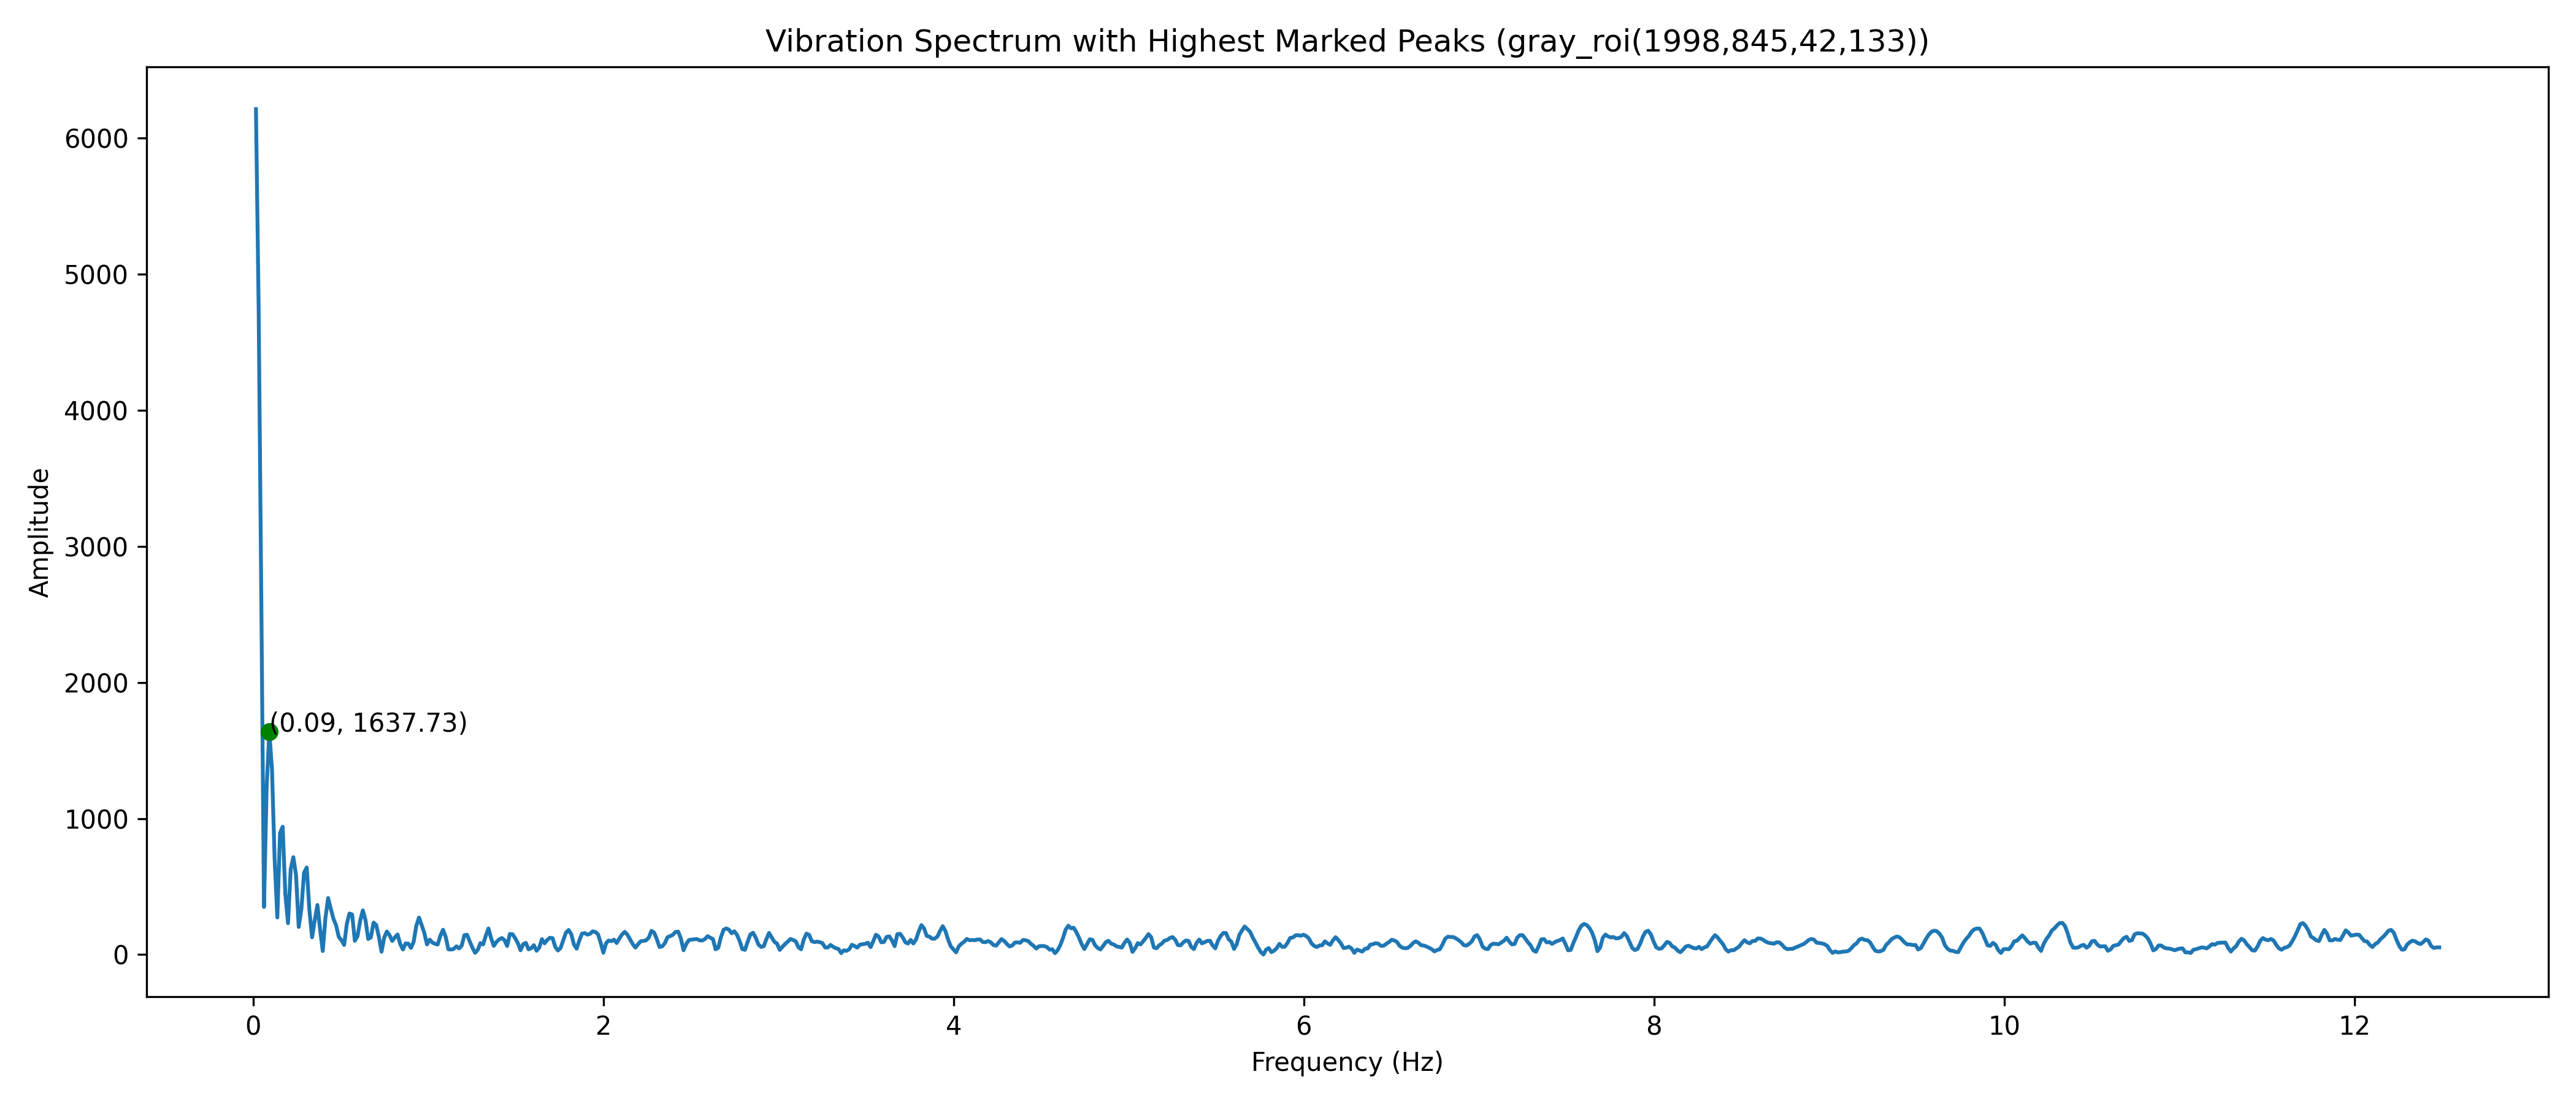 Vibration Spectrum with Highest Marked Peaks (gray_roi(1998,845,42,133))
Amplitude
6000
5000
4000
3000
2000
1000
0
(0.09, 1637.73)
0 2 4 6 8 10 12
Frequency (Hz)